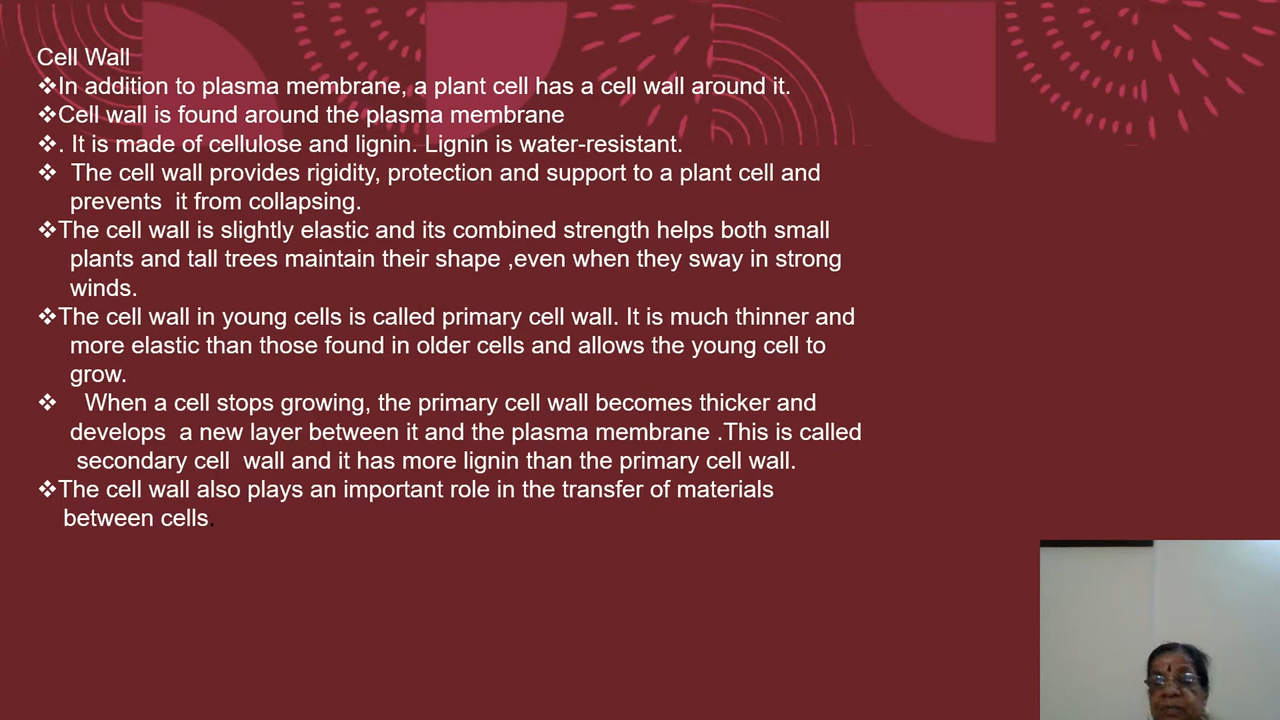 Cell Wall
❖In addition to plasma membrane, a plant cell has a cell wall around it.
❖Cell wall is found around the plasma membrane
❖. It is made of cellulose and lignin. Lignin is water-resistant.
❖ The cell wall provides rigidity, protection and support to a plant cell and
prevents it from collapsing.
❖The cell wall is slightly elastic and its combined strength helps both small
plants and tall trees maintain their shape ,even when they sway in strong
winds.
❖The cell wall in young cells is called primary cell wall. It is much thinner and
more elastic than those found in older cells and allows the young cell to
grow.
❖ When a cell stops growing, the primary cell wall becomes thicker and
develops a new layer between it and the plasma membrane .This is called
secondary cell wall and it has more lignin than the primary cell wall.
❖The cell wall also plays an important role in the transfer of materials
between cells.